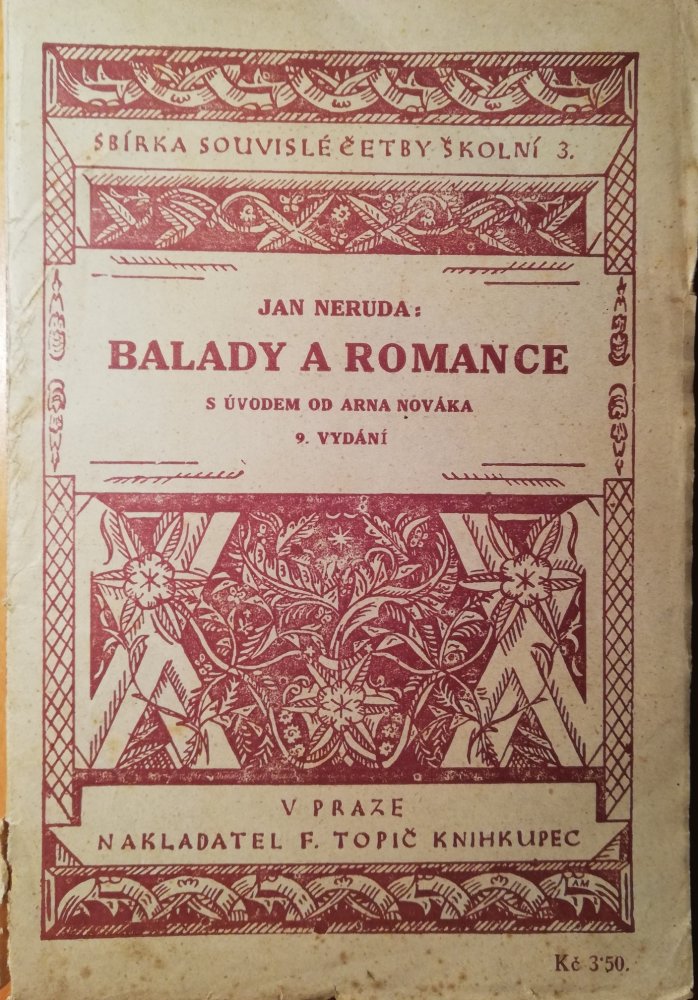 SBÍRKA SOUVISLÉ ČETBY ŠKOLNÍ 3.
JAN NERUDA:
BALADY A ROMANCE
S ÚVODEM OD ARNA NOVÁKA
9. VYDÁNÍ
V PRAZE
NAKLADATEL F. TOPIČ KNIHKUPEC
LAM
Kč 3·50.